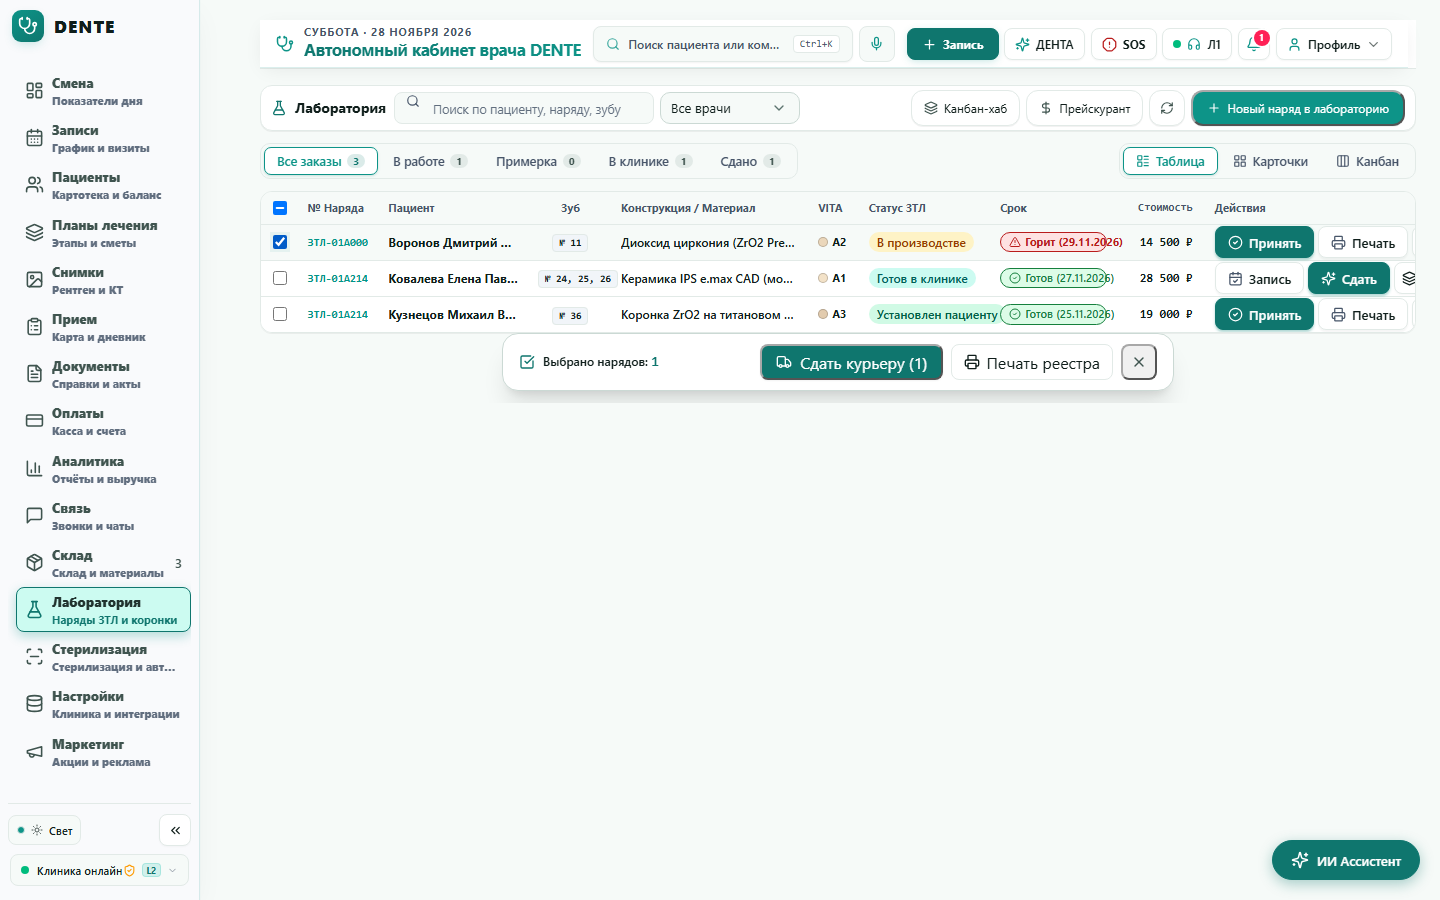 DENTE
Смена
Показатели дня
Записи
График и визиты
Пациенты
Картотека и баланс
Планы лечения
Этапы и сметы
Снимки
Рентген и КТ
Прием
Карта и дневник
Документы
Справки и акты
Оплаты
Касса и счета
Аналитика
Отчёты и выручка
Связь
Звонки и чаты
Склад
Склад и материалы
3
Лаборатория
Наряды ЗТЛ и коронки
Стерилизация
Стерилизация и авт...
Настройки
Клиника и интеграции
Маркетинг
Акции и реклама
Свет
Клиника онлайн L2
СУББОТА · 28 НОЯБРЯ 2026
Автономный кабинет врача DENTE
Поиск пациента или ком... Ctrl+K
Запись
ДЕНТА
SOS
Л1
1
Профиль
Лаборатория
Поиск по пациенту, наряду, зубу
Все врачи
Канбан-хаб
Прейскурант
Новый наряд в лабораторию
Все заказы 3
В работе 1
Примерка 0
В клинике 1
Сдано 1
Таблица
Карточки
Канбан
№ Наряда Пациент Зуб Конструкция / Материал VITA Статус ЗТЛ Срок Стоимость Действия
ЗТЛ-01A000 Воронов Дмитрий ... № 11 Диоксид циркония (ZrO2 Pre... A2 В производстве Горит (29.11.2026) 14 500 ₽ Принять Печать
ЗТЛ-01A214 Ковалева Елена Пав... № 24, 25, 26 Керамика IPS e.max CAD (мо... A1 Готов в клинике Готов (27.11.2026) 28 500 ₽ Запись Сдать
ЗТЛ-01A214 Кузнецов Михаил В... № 36 Коронка ZrO2 на титановом ... A3 Установлен пациенту Готов (25.11.2026) 19 000 ₽ Принять Печать
Выбрано нарядов: 1
Сдать курьеру (1)
Печать реестра
ИИ Ассистент